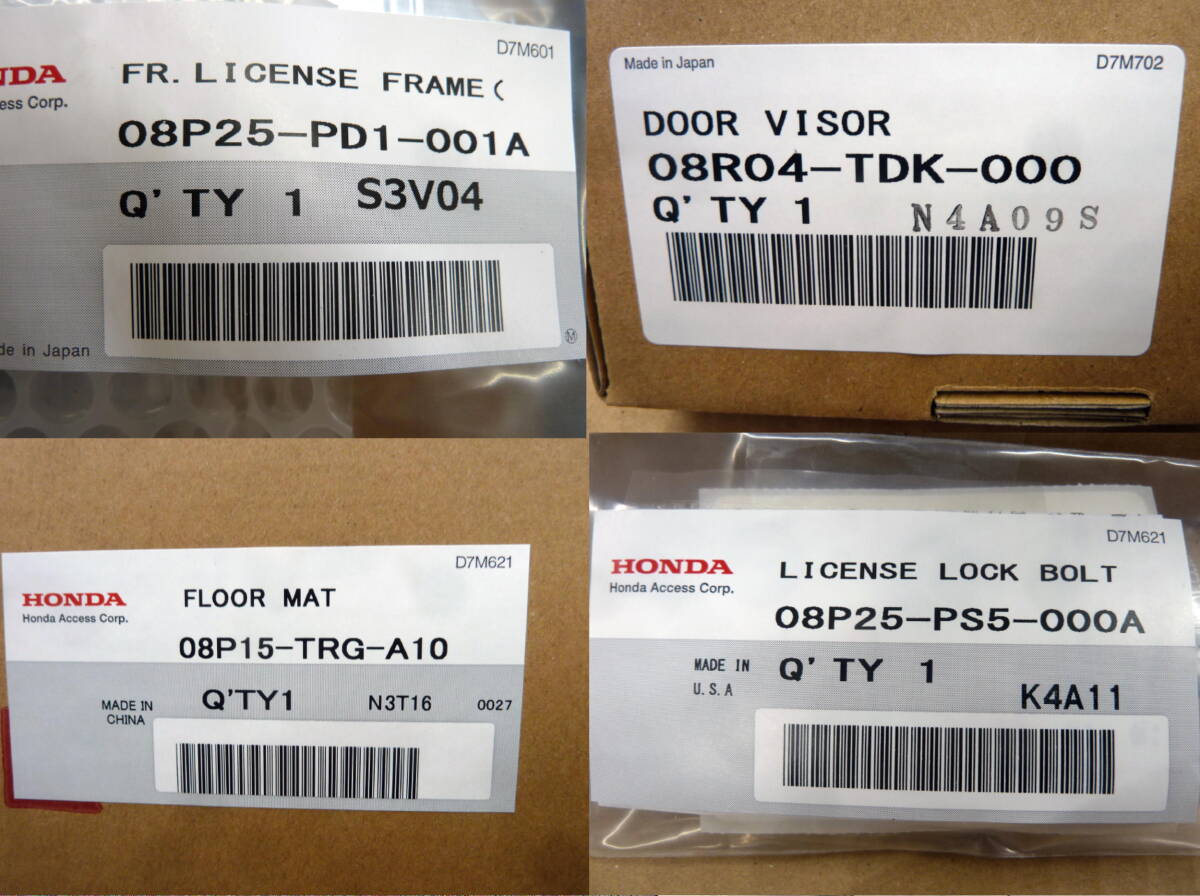 D7M601
FR. LICENSE FRAME(
NDA
ess Corp.
08P25-PD1-001A
Q' TY 1 S3V04
de in Japan
M
Made in Japan D7M702
DOOR VISOR
08R04-TDK-000
Q' TY 1 N4A09S
D7M621
HONDA FLOOR MAT
Honda Access Corp.
08P15-TRG-A10
MADE IN Q'TY1 N3T16 0027
CHINA
D7M621
HONDA LICENSE LOCK BOLT
Honda Access Corp.
08P25-PS5-000A
MADE IN Q' TY 1
U.S.A K4A11